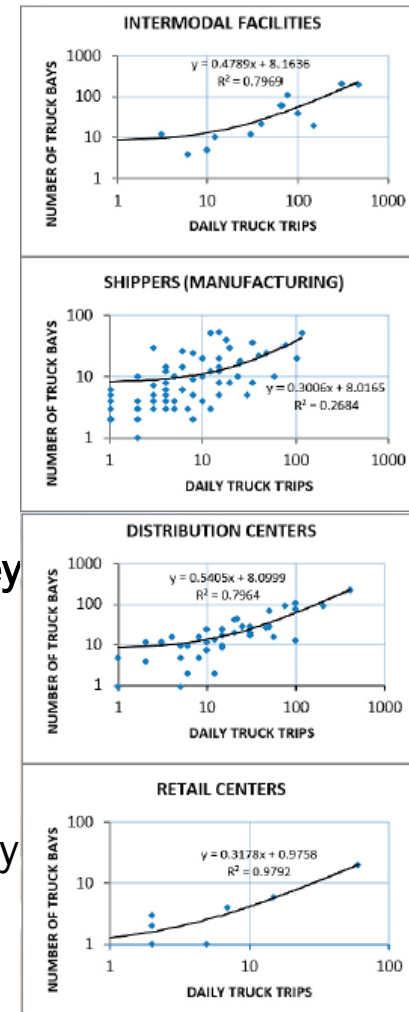 INTERMODAL FACILITIES
NUMBER OF TRUCK BAYS
1000
100
10
1
y = 0.4789x + 8.1636
R² = 0.7969
1 10 100 1000
DAILY TRUCK TRIPS
SHIPPERS (MANUFACTURING)
NUMBER OF TRUCK BAYS
100
10
1
y = 0.3006x + 8.0165
R² = 0.2684
1 10 100 1000
DAILY TRUCK TRIPS
ey
DISTRIBUTION CENTERS
NUMBER OF TRUCK BAYS
1000
100
10
1
y = 0.5405x + 8.0999
R² = 0.7964
1 10 100 1000
DAILY TRUCK TRIPS
y
RETAIL CENTERS
NUMBER OF TRUCK BAYS
100
10
1
y = 0.3178x + 0.9758
R² = 0.9792
1 10 100
DAILY TRUCK TRIPS